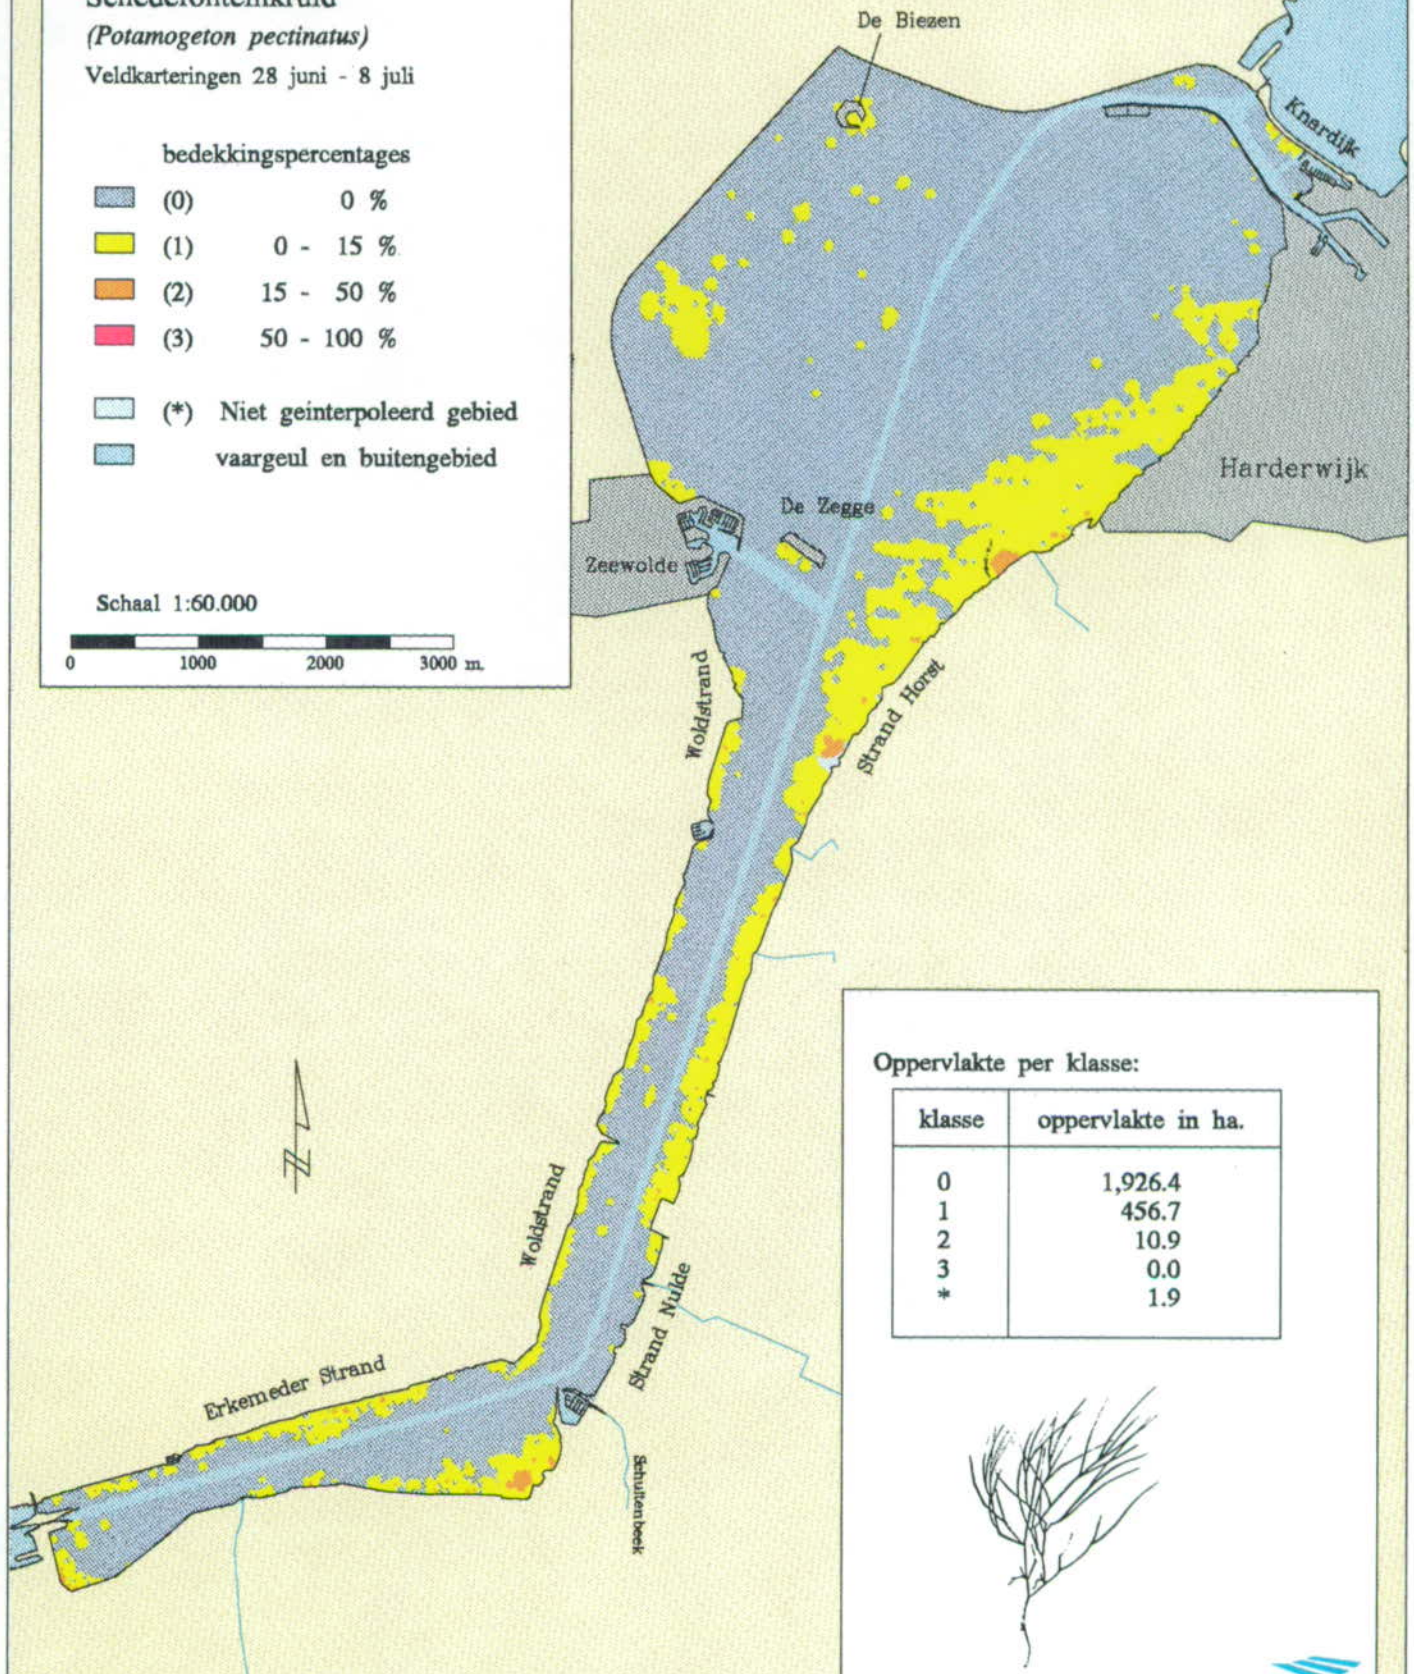 Schedefonteinkruid
(Potamogeton pectinatus)
Veldkarteringen 28 juni - 8 juli
bedekkingspercentages
(0) 0 %
(1) 0 - 15 %
(2) 15 - 50 %
(3) 50 - 100 %
(*) Niet geinterpoleerd gebied
vaargeul en buitengebied
Schaal 1:60.000
0 1000 2000 3000 m.
De Biezen
Knardijk
Harderwijk
De Zegge
Zeewolde
Woldstrand
Strand Horst
Woldstrand
Strand Nulde
Erkemeder Strand
Schuitenbeek
Oppervlakte per klasse:
klasse oppervlakte in ha.
0 1,926.4
1 456.7
2 10.9
3 0.0
* 1.9